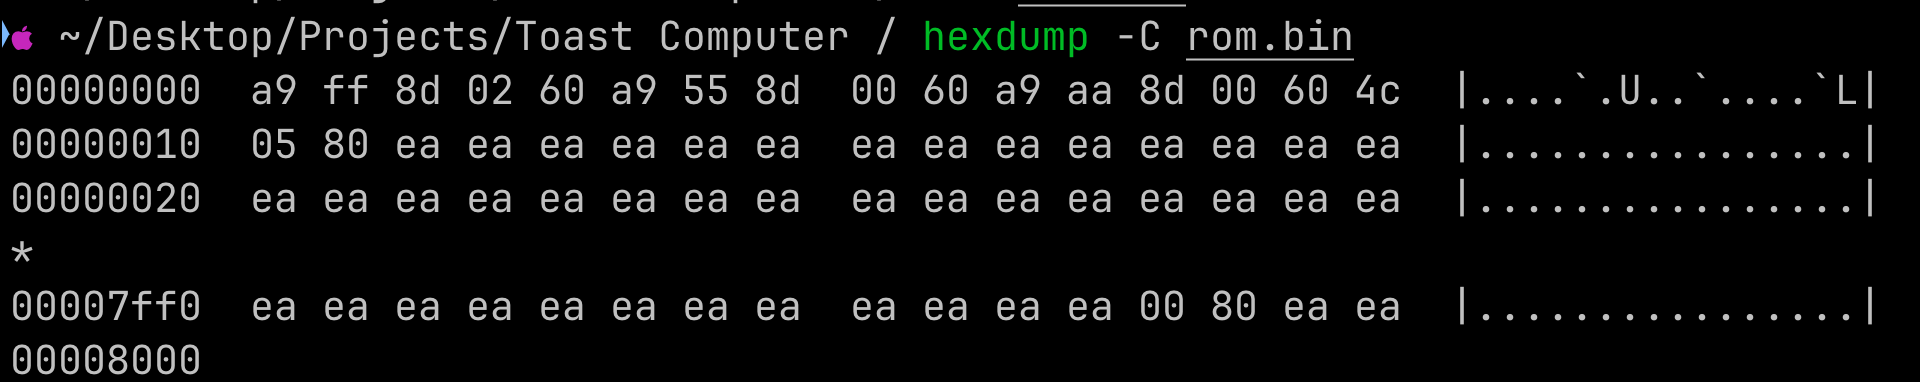 ~/Desktop/Projects/Toast Computer / hexdump -C rom.bin
00000000  a9 ff 8d 02 60 a9 55 8d  00 60 a9 aa 8d 00 60 4c  |....`.U..`....`L|
00000010  05 80 ea ea ea ea ea ea  ea ea ea ea ea ea ea ea  |................|
00000020  ea ea ea ea ea ea ea ea  ea ea ea ea ea ea ea ea  |................|
*
00007ff0  ea ea ea ea ea ea ea ea  ea ea ea ea 00 80 ea ea  |................|
00008000